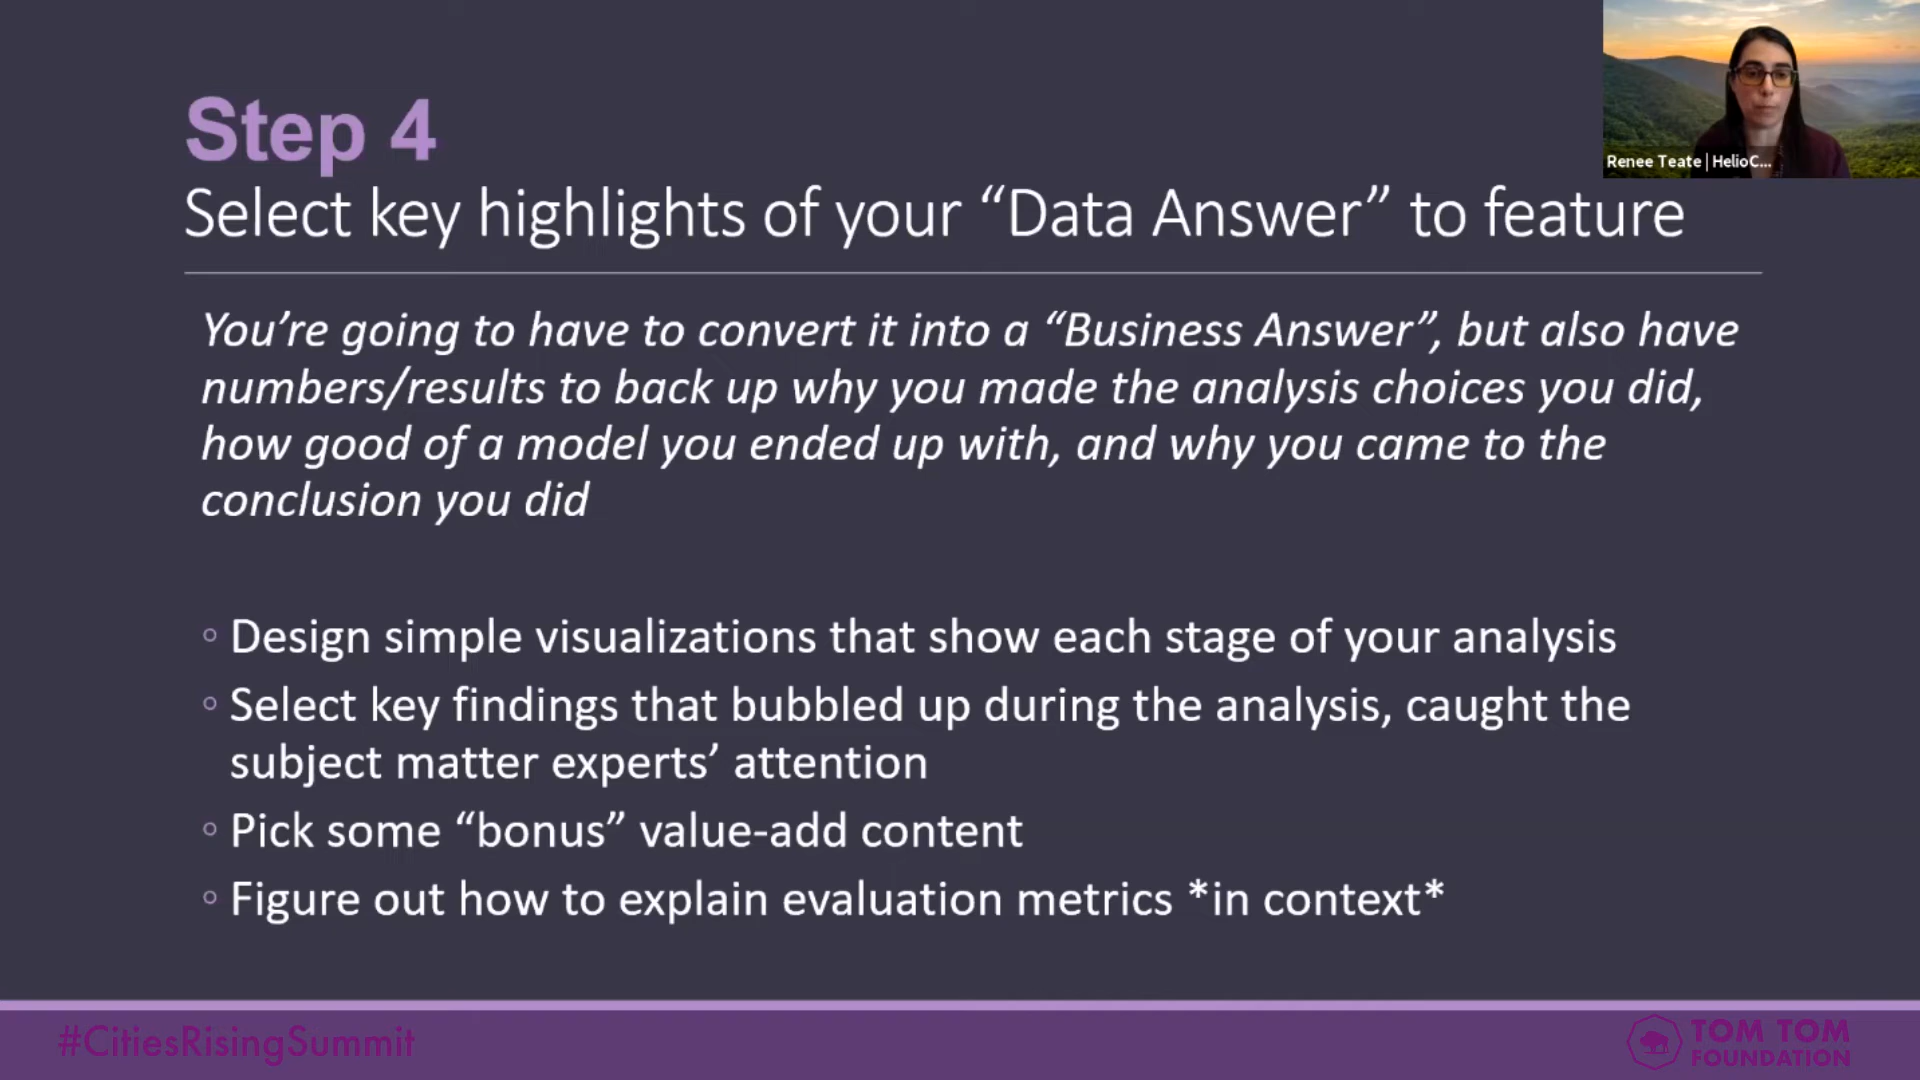 Step 4
Select key highlights of your “Data Answer” to feature
You’re going to have to convert it into a “Business Answer”, but also have
numbers/results to back up why you made the analysis choices you did,
how good of a model you ended up with, and why you came to the
conclusion you did
◦ Design simple visualizations that show each stage of your analysis
◦ Select key findings that bubbled up during the analysis, caught the
subject matter experts’ attention
◦ Pick some “bonus” value-add content
◦ Figure out how to explain evaluation metrics *in context*
Renee Teate | HelioC...
#CitiesRisingSummit
TOM TOM
FOUNDATION